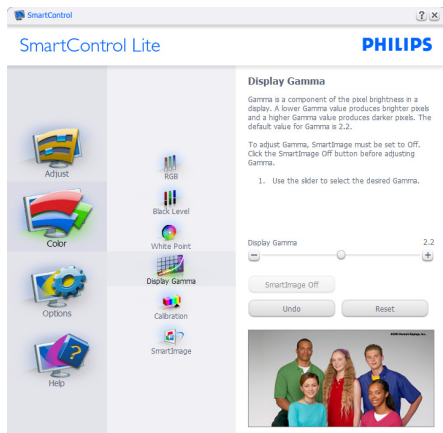 SmartControl
SmartControl Lite
PHILIPS
Adjust
Color
Options
Help
RGB
Black Level
White Point
Display Gamma
Calibration
SmartImage
Display Gamma
Gamma is a component of the pixel brightness in a
display. A lower Gamma value produces brighter pixels
and a higher Gamma value produces darker pixels. The
default value for Gamma is 2.2.
To adjust Gamma, SmartImage must be set to Off.
Click the SmartImage Off button before adjusting
Gamma.
1. Use the slider to select the desired Gamma.
Display Gamma 2.2
SmartImage Off
Undo Reset